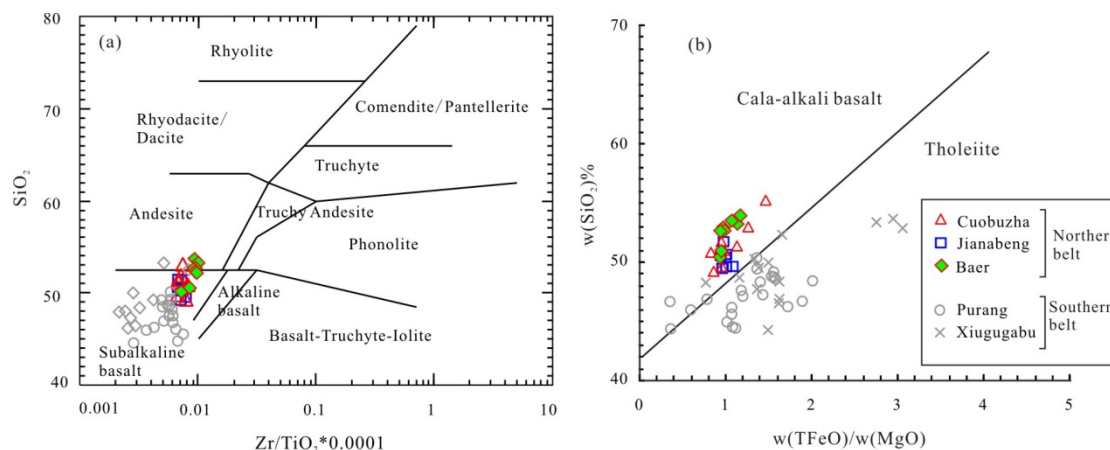 (a)
80
70
60
50
40
SiO₂
0.001
0.01
0.1
1
10
Zr/TiO₂*0.0001
Rhyolite
Comendite/Pantellerite
Rhyodacite/
Dacite
Truchyte
Andesite
Truchy Andesite
Phonolite
Alkaline
basalt
Basalt-Truchyte-Iolite
Subalkaline
basalt
(b)
70
60
50
40
w(SiO₂)%
0
1
2
3
4
5
w(TFeO)/w(MgO)
Cala-alkali basalt
Tholeiite
Cuobuzha
Jianabeng
Baer
Northern
belt
Purang
Xiugugabu
Southern
belt